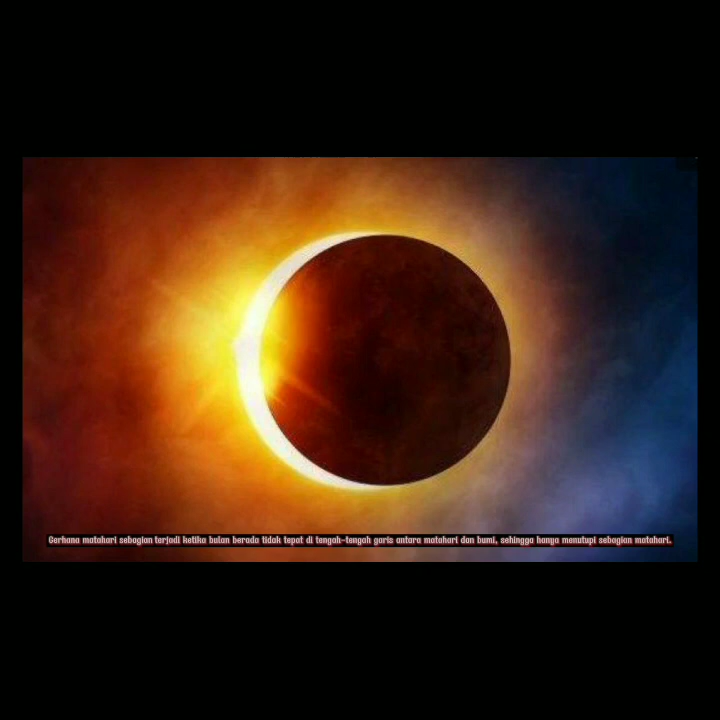 Gerhana matahari sebagian terjadi ketika bulan berada tidak tepat di tengah-tengah garis antara matahari dan bumi, sehingga hanya menutupi sebagian matahari.